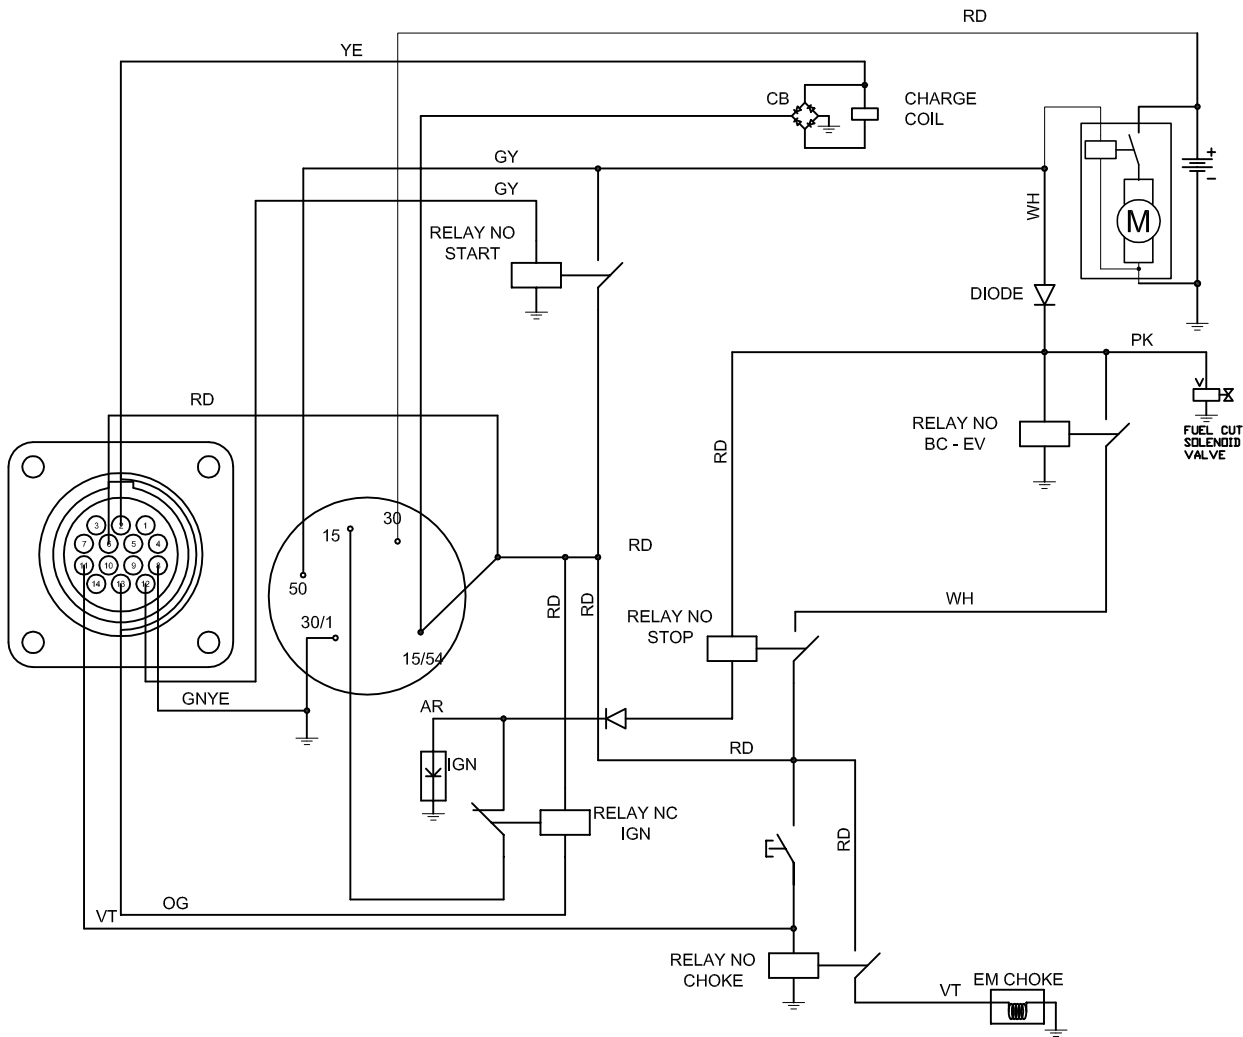 RD
YE
CB
CHARGE
COIL
GY
GY
WH
+
-
M
RELAY NO
START
DIODE
PK
V
RD
RELAY NO
BC - EV
FUEL CUT
SOLENOID
VALVE
RD
3
2
1
7
6
5
4
11
10
9
8
14
13
12
15
30
50
30/1
15/54
RD
RD
RD
RELAY NO
STOP
WH
GNYE
AR
IGN
RD
RELAY NC
IGN
RD
OG
VT
RELAY NO
CHOKE
VT
EM CHOKE